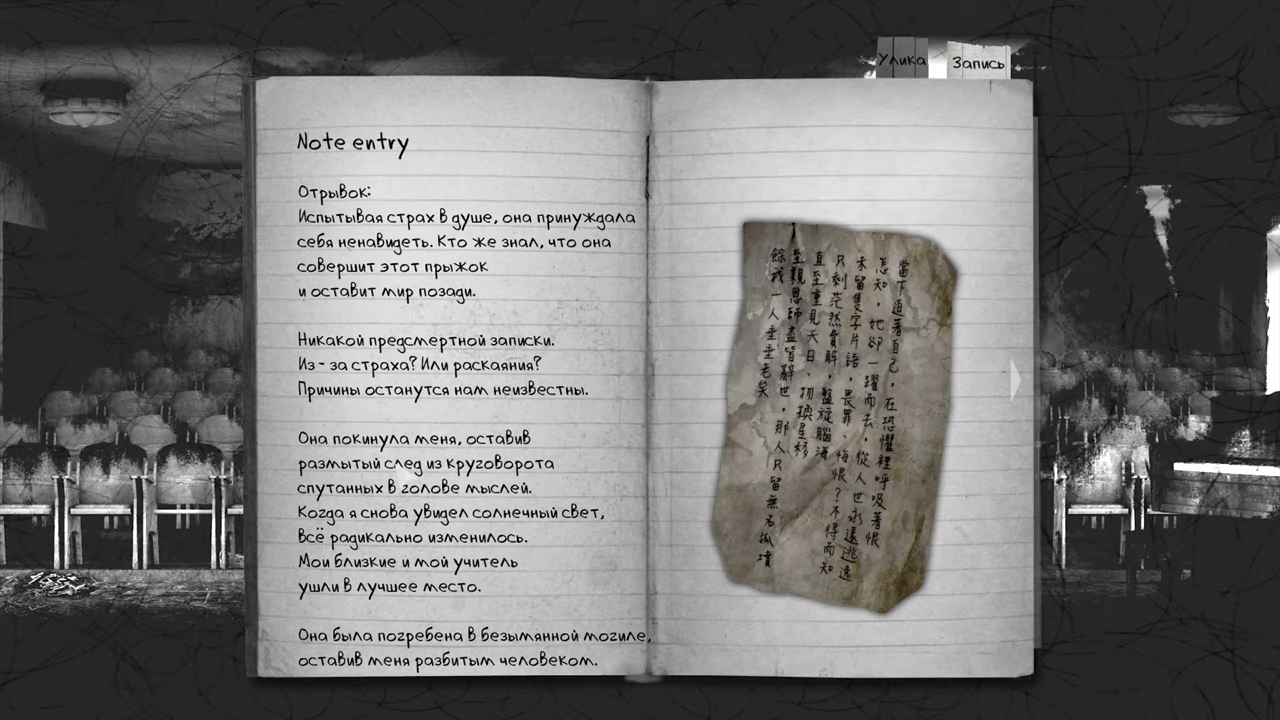 Улика
Запись
Note entry
Отрывок:
Испытывая страх в душе, она принуждала
себя ненавидеть. Кто же знал, что она
совершит этот прыжок
и оставит мир позади.
Никакой предсмертной записки.
Из - за страха? Или раскаяния?
Причины останутся нам неизвестны.
Она покинула меня, оставив
размытый след из круговорота
спутанных в голове мыслей.
Когда я снова увидел солнечный свет,
Всё радикально изменилось.
Мои близкие и мой учитель
ушли в лучшее место.
Она была погребена в безымянной могиле,
оставив меня разбитым человеком.
當下逼著自己，在恐懼裡呼吸著恨
怎知，她卻一躍而去，從人世永遠逃逸
未留隻字片語，畏罪、悔恨？不得而知
只剩茫然費解，盤旋腦海
直至重見天日、物換星移
至親恩師盡皆辭世，那人只留無名孤墳
餘我一人垂垂老矣